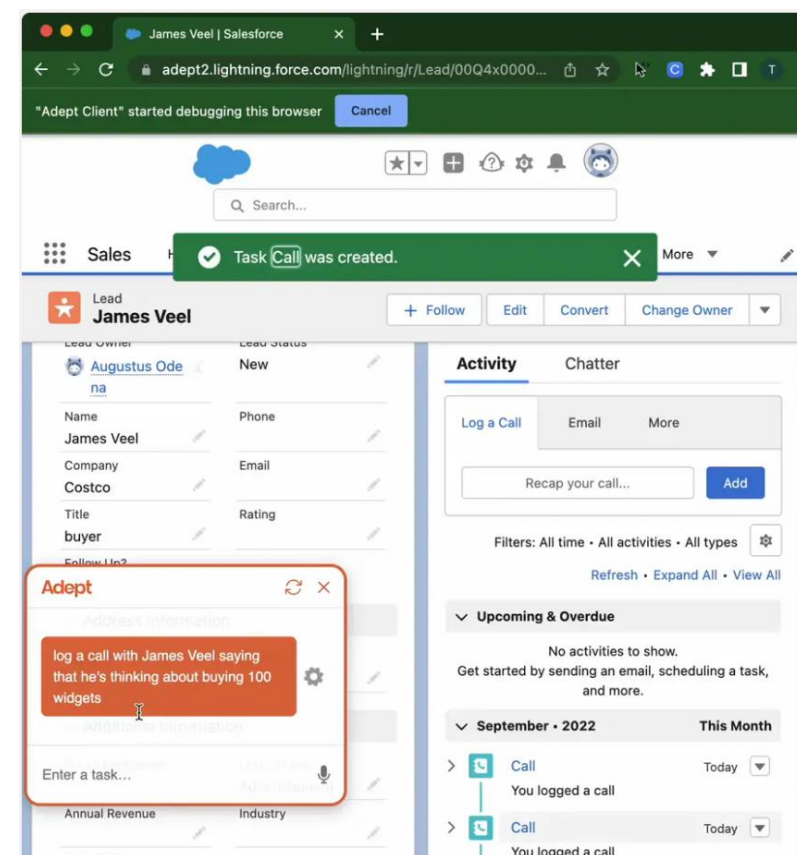 James Veel | Salesforce
adept2.lightning.force.com/lightning/r/Lead/00Q4x0000...
C
T
"Adept Client" started debugging this browser
Cancel
Search...
Sales
Task Call was created.
More
Lead
James Veel
+ Follow
Edit
Convert
Change Owner
Lead Owner
Lead Status
Augustus Ode
na
New
Name
Phone
James Veel
Company
Email
Costco
Title
Rating
buyer
Follow Up?
Adept
Address Information
log a call with James Veel saying
that he's thinking about buying 100
widgets
Additional Information
Enter a task...
Annual Revenue
Industry
Activity
Chatter
Log a Call
Email
More
Recap your call...
Add
Filters: All time • All activities • All types
Refresh • Expand All • View All
Upcoming & Overdue
No activities to show.
Get started by sending an email, scheduling a task,
and more.
September • 2022
This Month
Call
Today
You logged a call
Call
Today
You logged a call